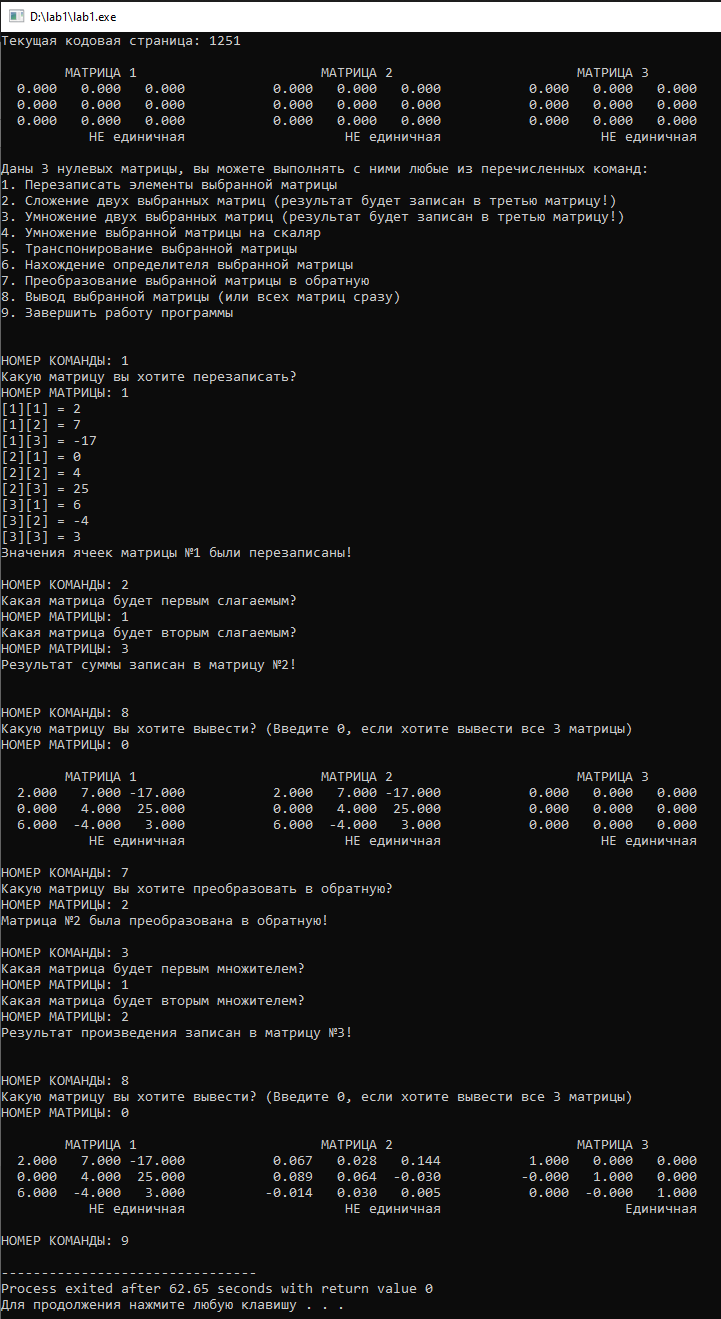 D:\lab1\lab1.exe
Текущая кодовая страница: 1251
МАТРИЦА 1 МАТРИЦА 2 МАТРИЦА 3
0.000 0.000 0.000 0.000 0.000 0.000 0.000 0.000 0.000
0.000 0.000 0.000 0.000 0.000 0.000 0.000 0.000 0.000
0.000 0.000 0.000 0.000 0.000 0.000 0.000 0.000 0.000
НЕ единичная НЕ единичная НЕ единичная
Даны 3 нулевых матрицы, вы можете выполнять с ними любые из перечисленных команд:
1. Перезаписать элементы выбранной матрицы
2. Сложение двух выбранных матриц (результат будет записан в третью матрицу!)
3. Умножение двух выбранных матриц (результат будет записан в третью матрицу!)
4. Умножение выбранной матрицы на скаляр
5. Транспонирование выбранной матрицы
6. Нахождение определителя выбранной матрицы
7. Преобразование выбранной матрицы в обратную
8. Вывод выбранной матрицы (или всех матриц сразу)
9. Завершить работу программы
НОМЕР КОМАНДЫ: 1
Какую матрицу вы хотите перезаписать?
НОМЕР МАТРИЦЫ: 1
[1][1] = 2
[1][2] = 7
[1][3] = -17
[2][1] = 0
[2][2] = 4
[2][3] = 25
[3][1] = 6
[3][2] = -4
[3][3] = 3
Значения ячеек матрицы №1 были перезаписаны!
НОМЕР КОМАНДЫ: 2
Какая матрица будет первым слагаемым?
НОМЕР МАТРИЦЫ: 1
Какая матрица будет вторым слагаемым?
НОМЕР МАТРИЦЫ: 3
Результат суммы записан в матрицу №2!
НОМЕР КОМАНДЫ: 8
Какую матрицу вы хотите вывести? (Введите 0, если хотите вывести все 3 матрицы)
НОМЕР МАТРИЦЫ: 0
МАТРИЦА 1 МАТРИЦА 2 МАТРИЦА 3
2.000 7.000 -17.000 2.000 7.000 -17.000 0.000 0.000 0.000
0.000 4.000 25.000 0.000 4.000 25.000 0.000 0.000 0.000
6.000 -4.000 3.000 6.000 -4.000 3.000 0.000 0.000 0.000
НЕ единичная НЕ единичная НЕ единичная
НОМЕР КОМАНДЫ: 7
Какую матрицу вы хотите преобразовать в обратную?
НОМЕР МАТРИЦЫ: 2
Матрица №2 была преобразована в обратную!
НОМЕР КОМАНДЫ: 3
Какая матрица будет первым множителем?
НОМЕР МАТРИЦЫ: 1
Какая матрица будет вторым множителем?
НОМЕР МАТРИЦЫ: 2
Результат произведения записан в матрицу №3!
НОМЕР КОМАНДЫ: 8
Какую матрицу вы хотите вывести? (Введите 0, если хотите вывести все 3 матрицы)
НОМЕР МАТРИЦЫ: 0
МАТРИЦА 1 МАТРИЦА 2 МАТРИЦА 3
2.000 7.000 -17.000 0.067 0.028 0.144 1.000 0.000 0.000
0.000 4.000 25.000 0.089 0.064 -0.030 -0.000 1.000 0.000
6.000 -4.000 3.000 -0.014 0.030 0.005 0.000 -0.000 1.000
НЕ единичная НЕ единичная Единичная
НОМЕР КОМАНДЫ: 9
--------------------------------
Process exited after 62.65 seconds with return value 0
Для продолжения нажмите любую клавишу . . .